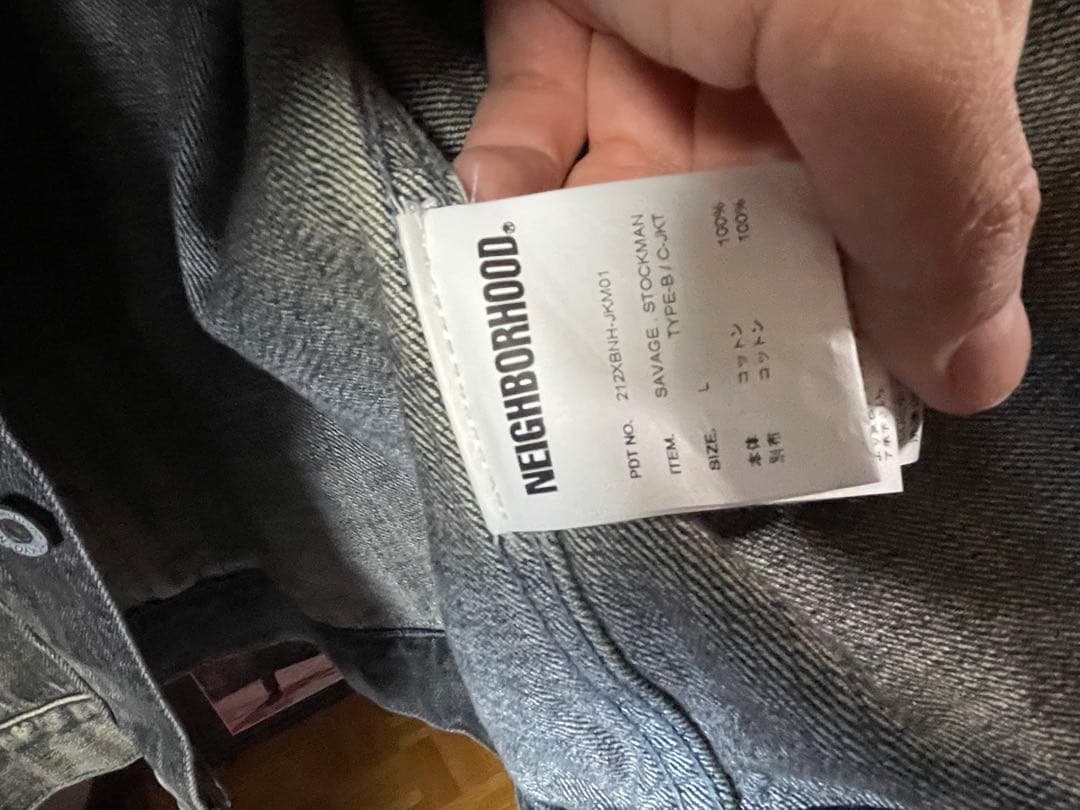 NEIGHBORHOOD®
PDT NO. 212XBNH-JKM01
ITEM. SAVAGE . STOCKMAN
TYPE-B / C-JKT
SIZE. L
本体 コットン 100%
別布 コットン 100%